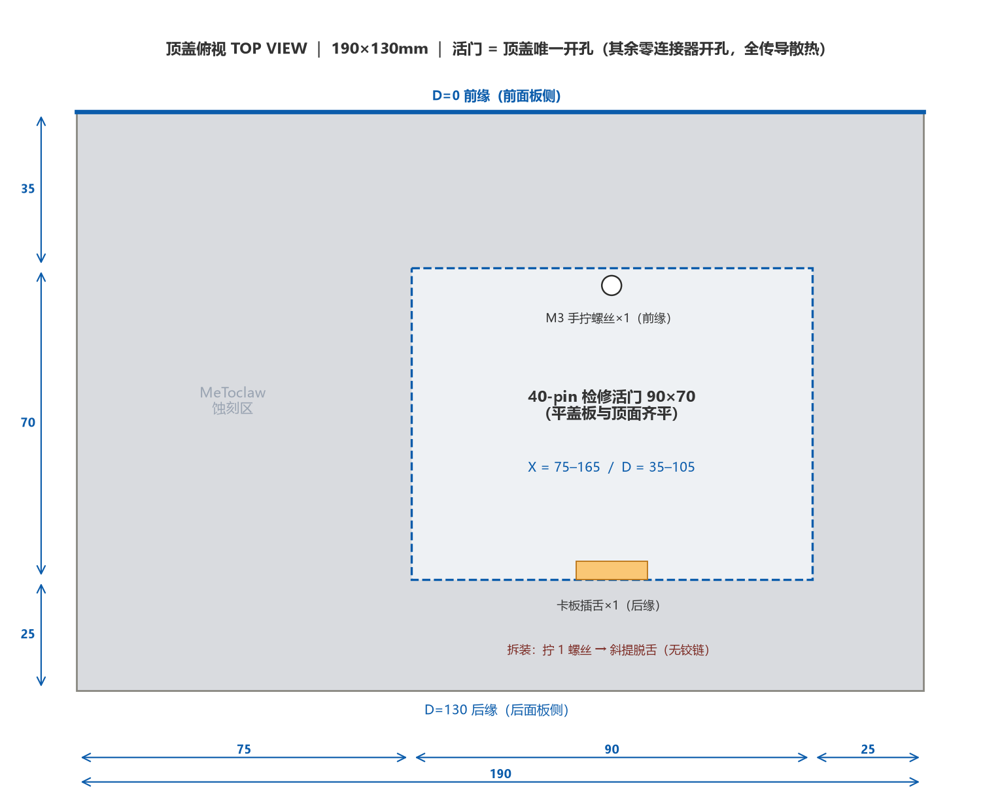 顶盖俯视 TOP VIEW ｜ 190×130mm ｜ 活门 = 顶盖唯一开孔（其余零连接器开孔，全传导散热）
D=0 前缘（前面板侧）
35
M3 手拧螺丝×1（前缘）
MeToclaw
蚀刻区
40-pin 检修活门 90×70
（平盖板与顶面齐平）
70
X = 75–165 / D = 35–105
卡板插舌×1（后缘）
25
拆装：拧 1 螺丝 → 斜提脱舌（无铰链）
D=130 后缘（后面板侧）
75
90
25
190